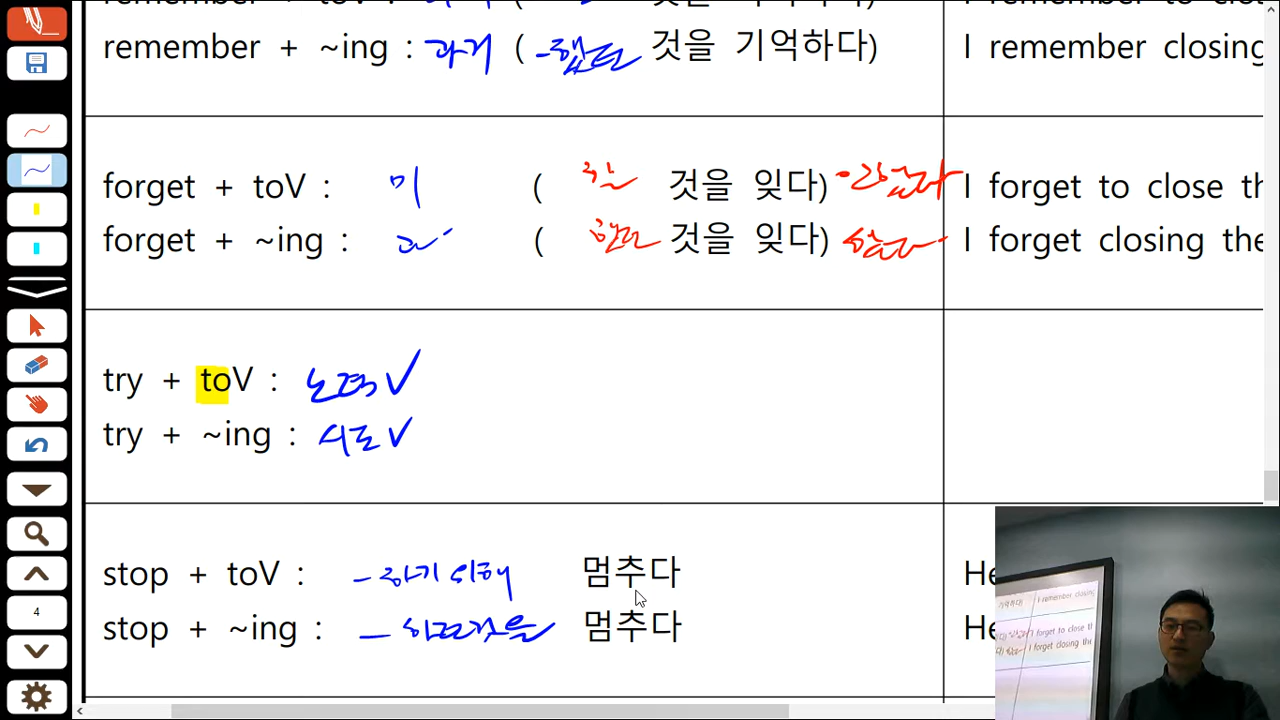 remember + ~ing : 과거 ( ~했던 것을 기억하다) I remember closing
forget + toV : 미 ( 할 것을 잊다) I forget to close th
forget + ~ing : 과 ( 했던 것을 잊다) 했다 I forget closing the
try + toV : 노력 V
try + ~ing : 시도 V
stop + toV : ~하기 위해 멈추다 He
stop + ~ing : ~하던것을 멈추다 He
4